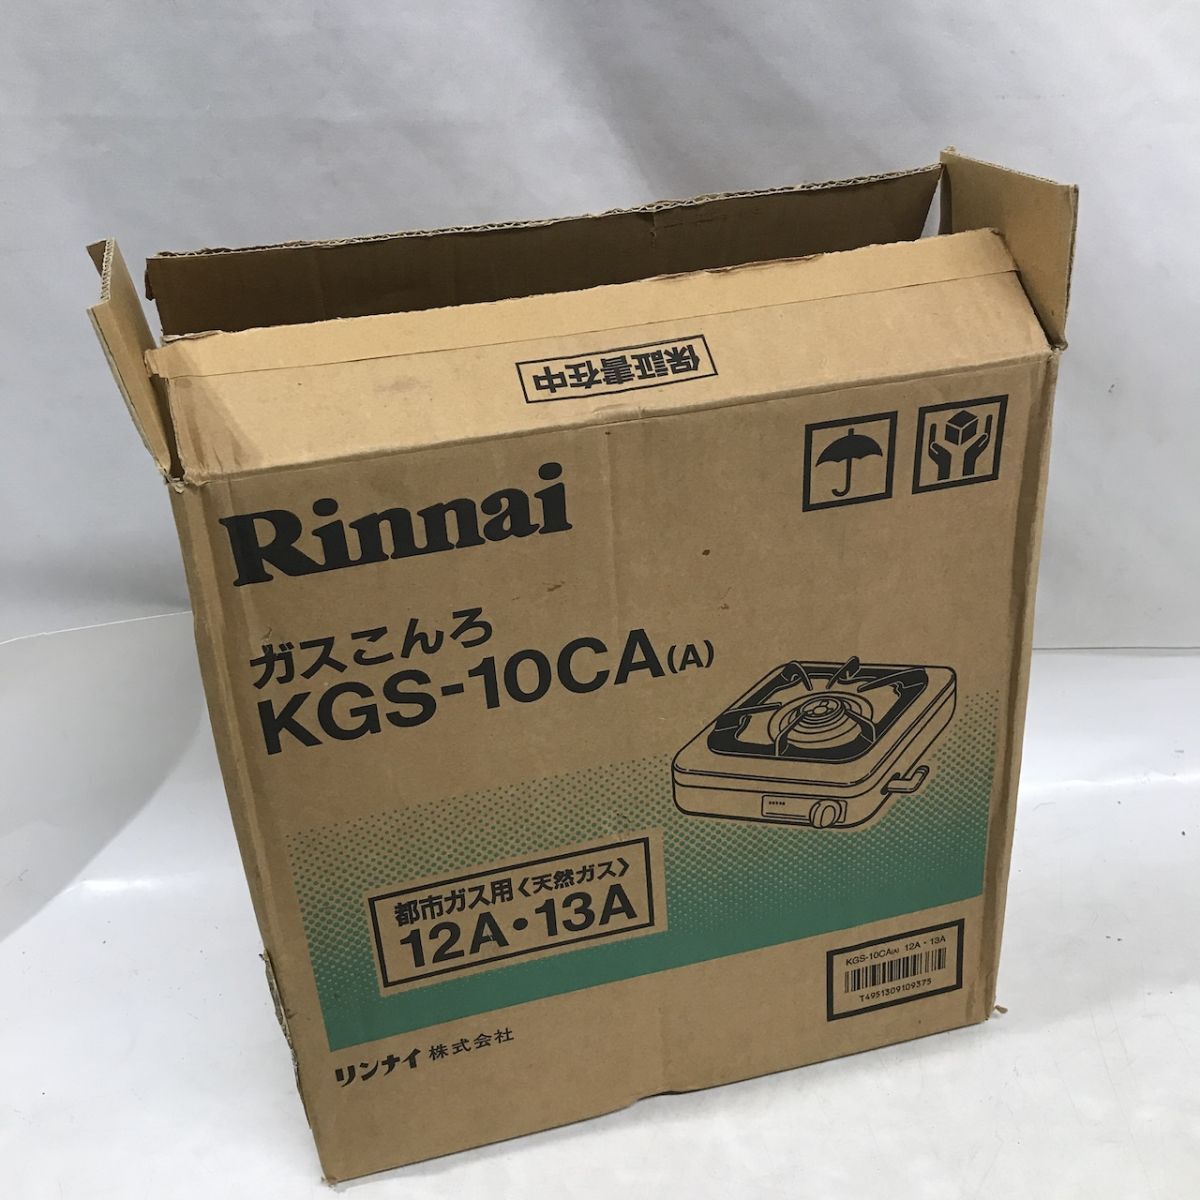 保証書在中
Rinnai
ガスこんろ
KGS-10CA(A)
都市ガス用〈天然ガス〉
12A・13A
KGS-10CA(A) 12A・13A
T4951309109375
リンナイ株式会社